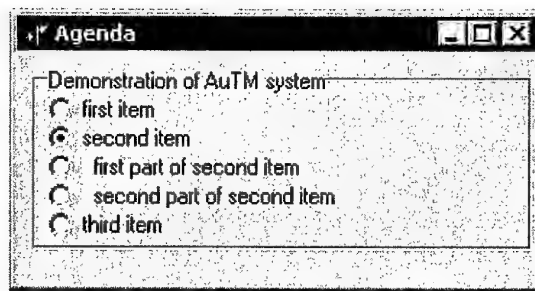 Agenda
Demonstration of AuTM system
first item
second item
first part of second item
second part of second item
third item